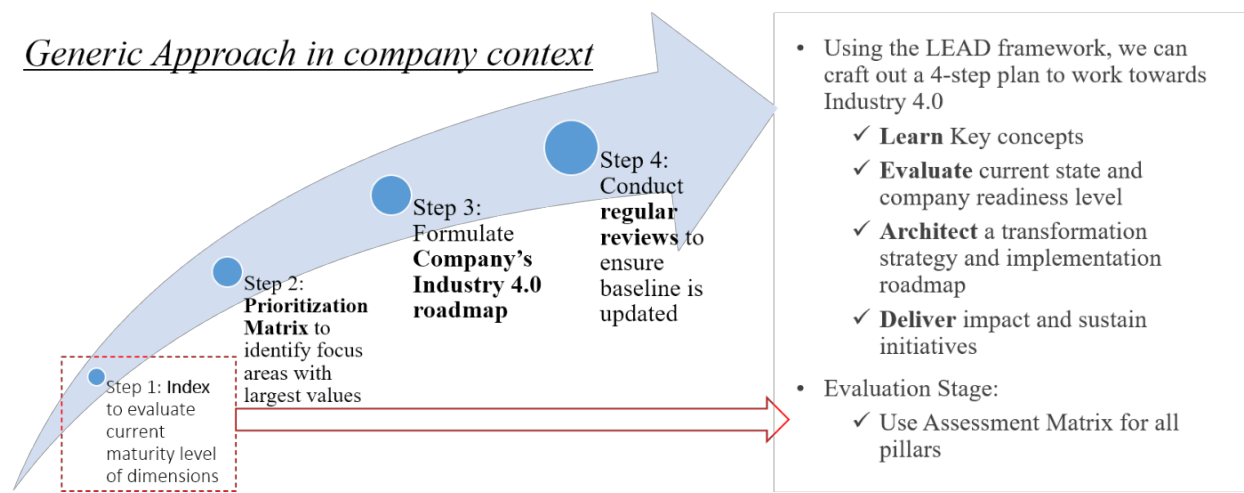 Generic Approach in company context
Step 1: Index
to evaluate
current
maturity level
of dimensions
Step 2:
Prioritization
Matrix to
identify focus
areas with
largest values
Step 3:
Formulate
Company’s
Industry 4.0
roadmap
Step 4:
Conduct
regular
reviews to
ensure
baseline is
updated
• Using the LEAD framework, we can
craft out a 4-step plan to work towards
Industry 4.0
✓ Learn Key concepts
✓ Evaluate current state and
company readiness level
✓ Architect a transformation
strategy and implementation
roadmap
✓ Deliver impact and sustain
initiatives
• Evaluation Stage:
✓ Use Assessment Matrix for all
pillars